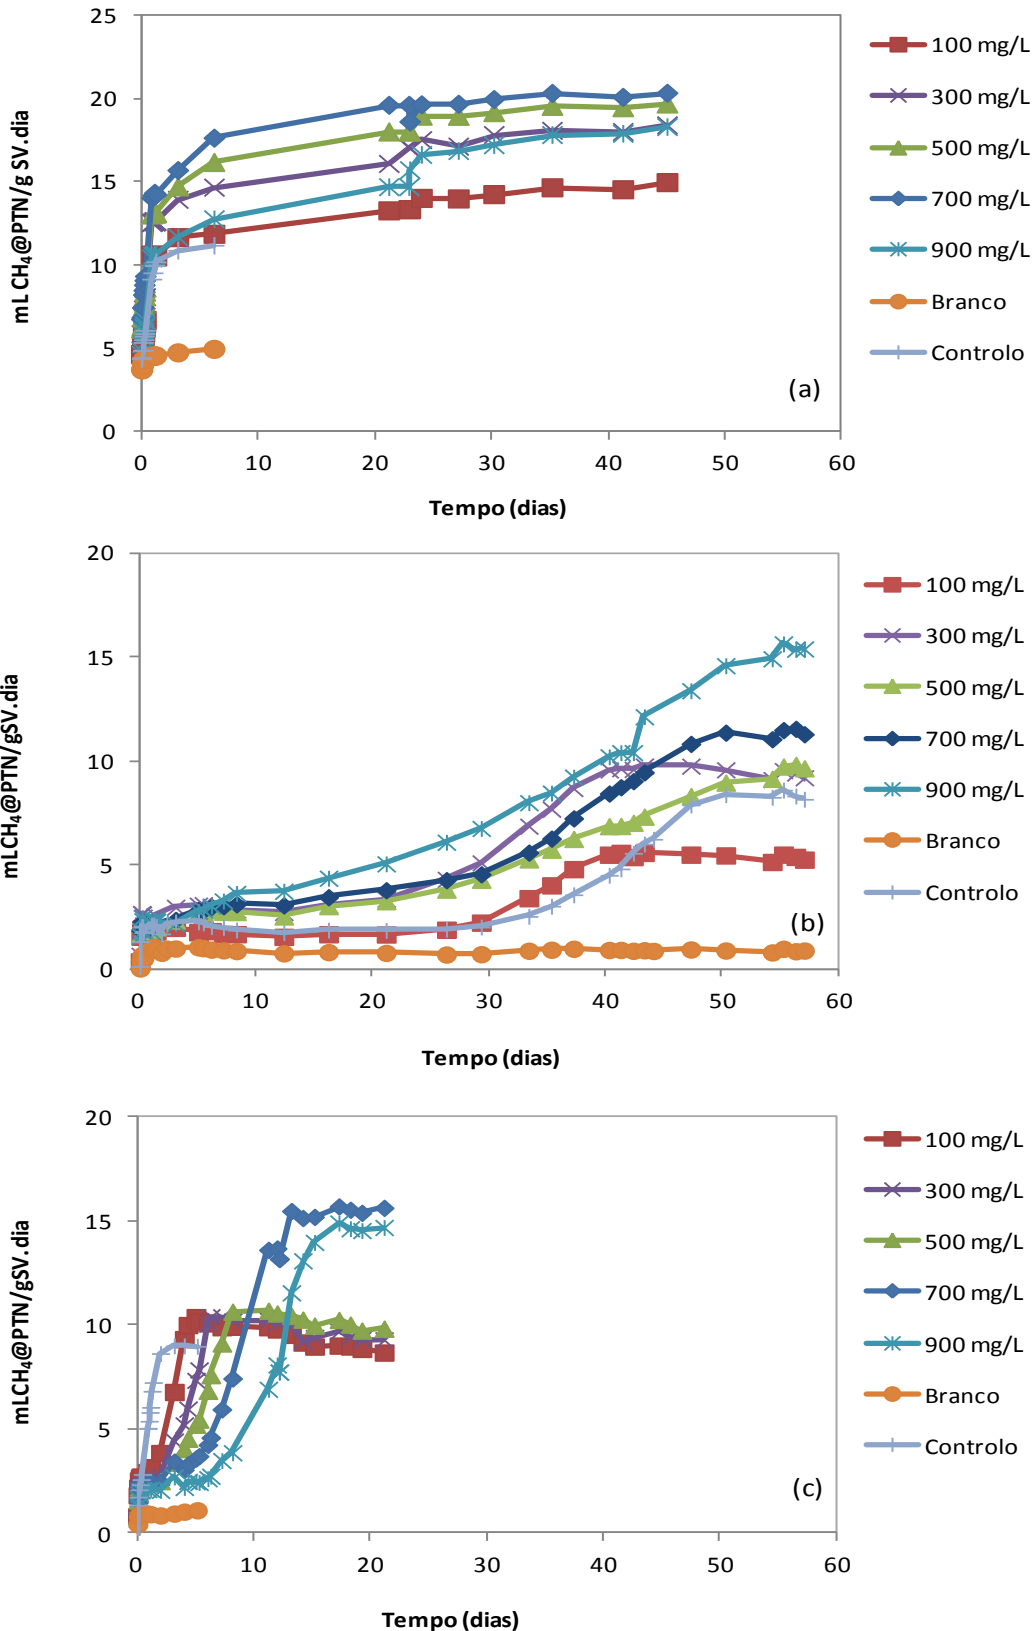 mL CH₄@PTN/g SV.dia
25
20
15
10
5
0
0 10 20 30 40 50 60
Tempo (dias)
(a)
100 mg/L
300 mg/L
500 mg/L
700 mg/L
900 mg/L
Branco
Controlo
mLCH₄@PTN/gSV.dia
20
15
10
5
0
0 10 20 30 40 50 60
Tempo (dias)
(b)
100 mg/L
300 mg/L
500 mg/L
700 mg/L
900 mg/L
Branco
Controlo
mLCH₄@PTN/gSV.dia
20
15
10
5
0
0 10 20 30 40 50 60
Tempo (dias)
(c)
100 mg/L
300 mg/L
500 mg/L
700 mg/L
900 mg/L
Branco
Controlo